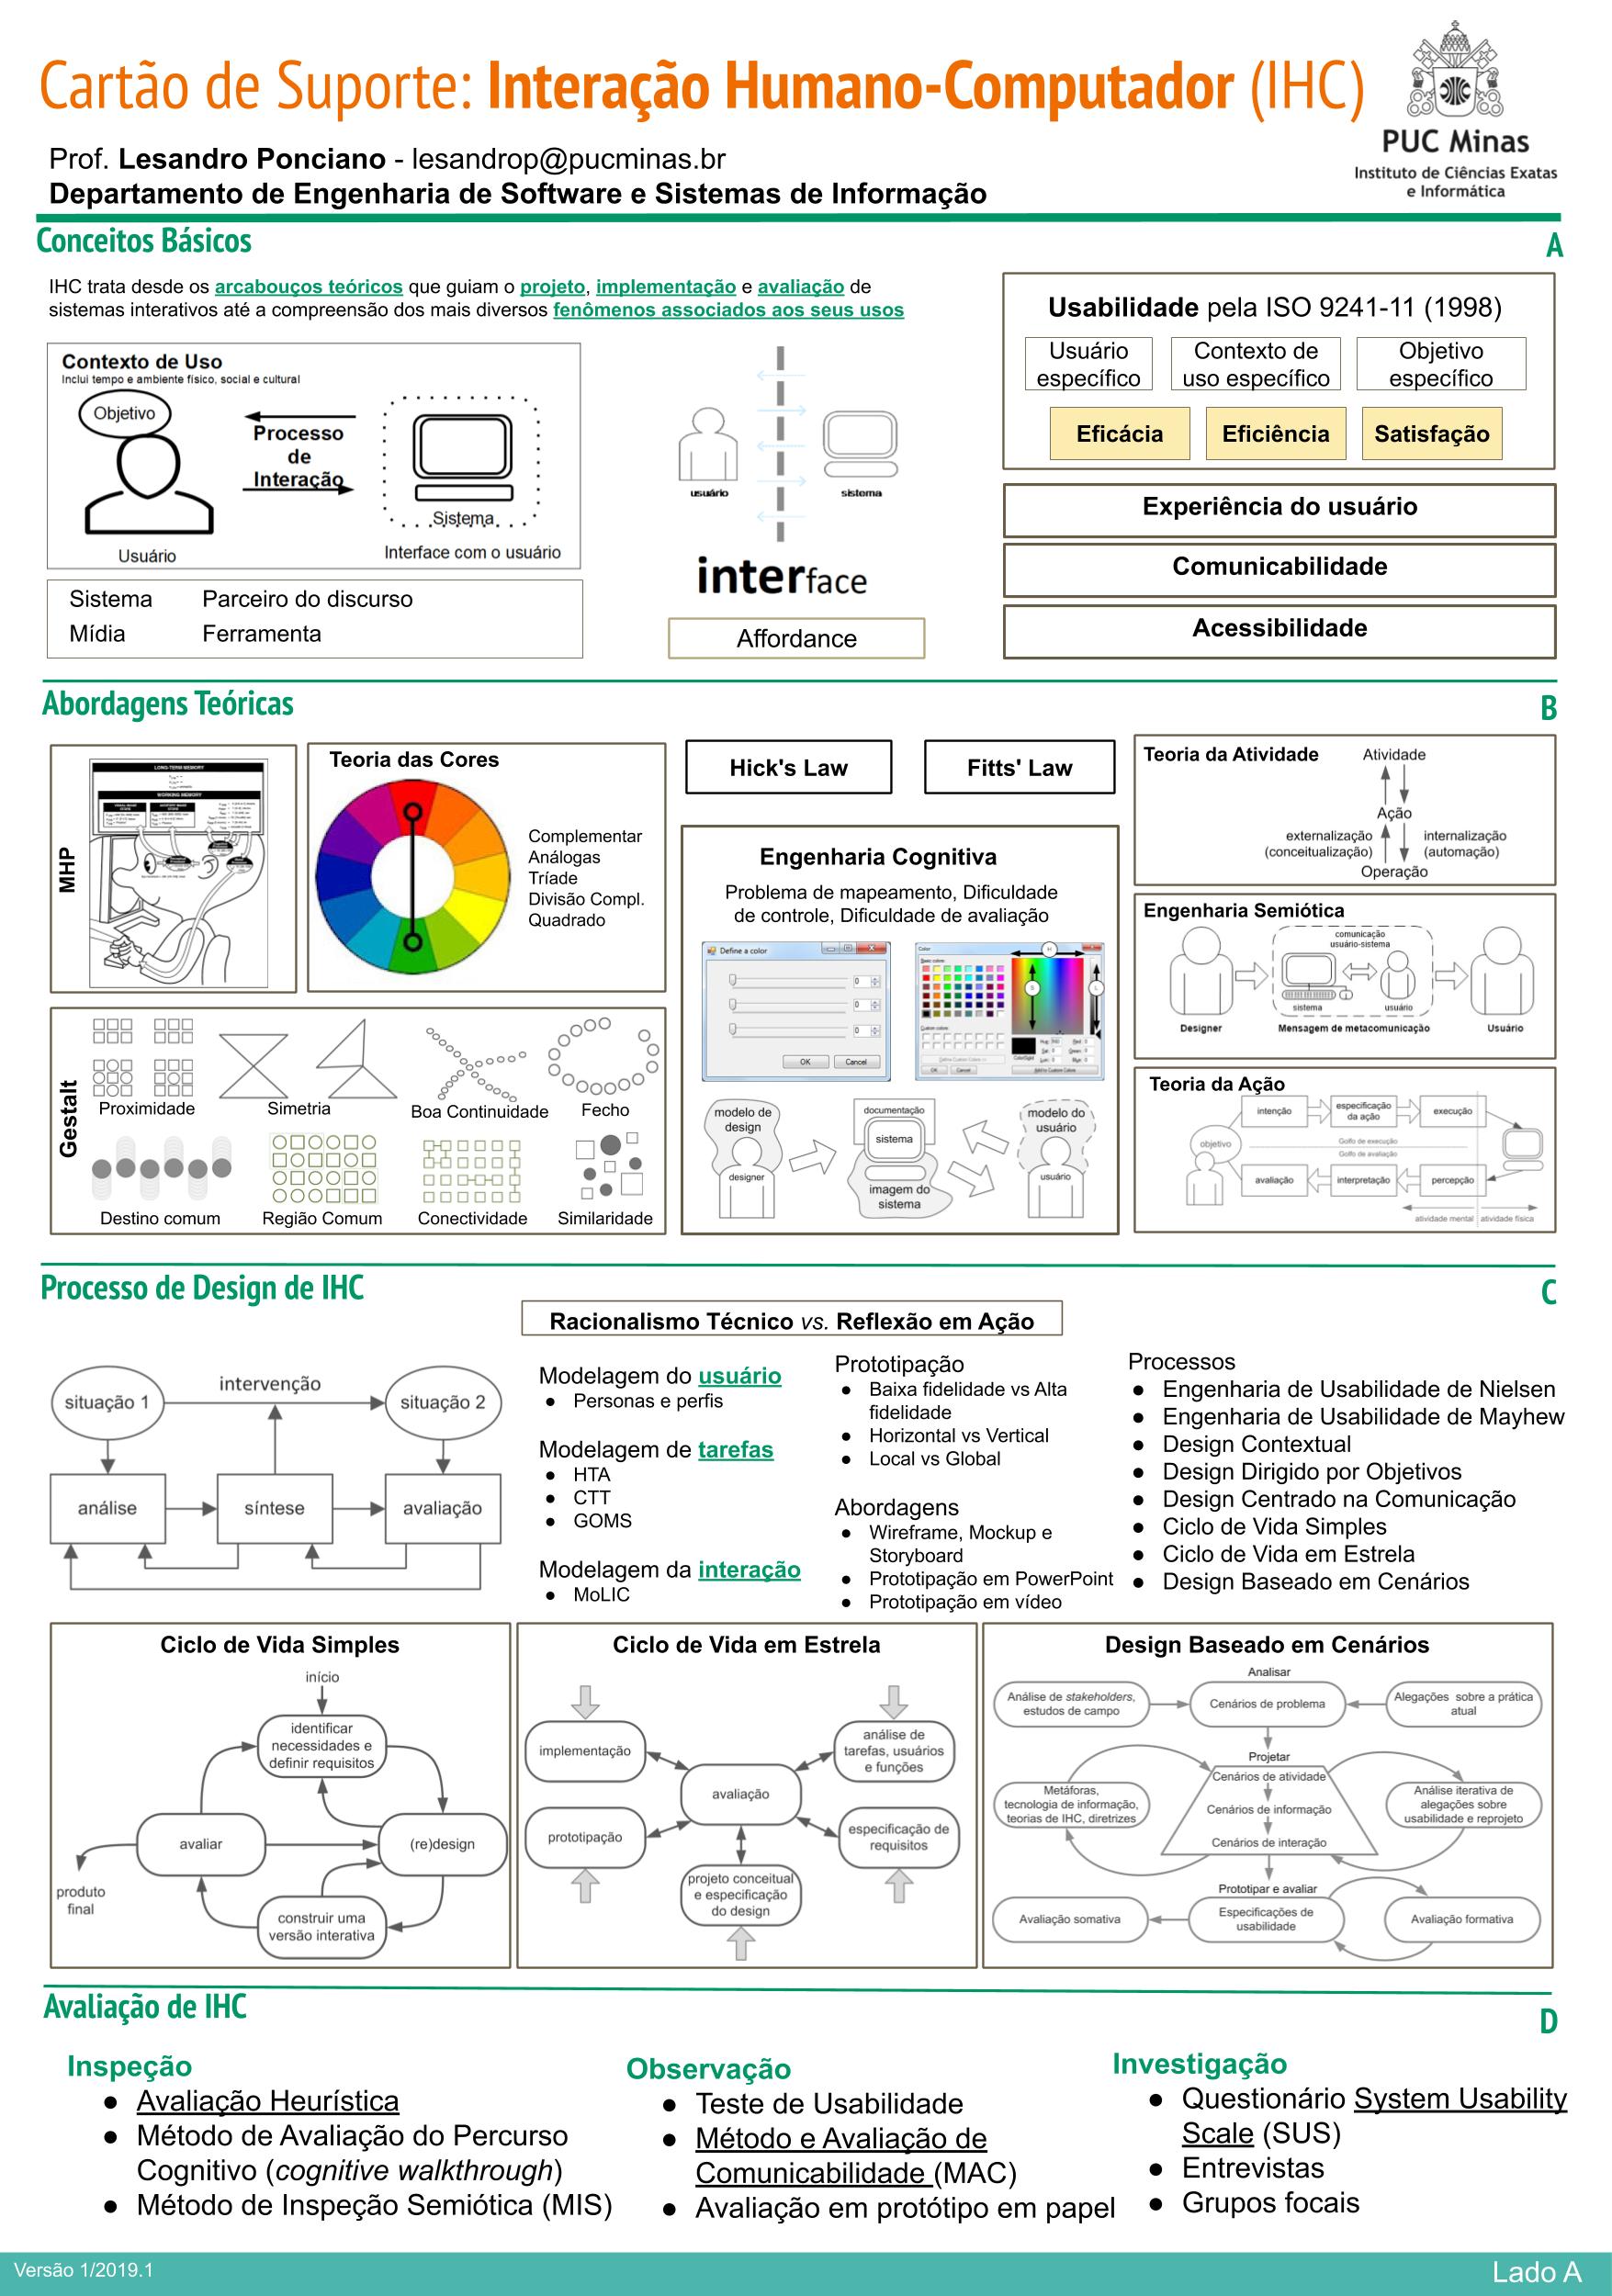 Cartão de Suporte: Interação Humano-Computador (IHC)
PUC Minas
Instituto de Ciências Exatas
e Informática
Prof. Lesandro Ponciano - lesandrop@pucminas.br
Departamento de Engenharia de Software e Sistemas de Informação
Conceitos Básicos
A
IHC trata desde os arcabouços teóricos que guiam o projeto, implementação e avaliação de
sistemas interativos até a compreensão dos mais diversos fenômenos associados aos seus usos
Contexto de Uso
Inclui tempo e ambiente físico, social e cultural
Objetivo
Processo
de
Interação
Sistema
Usuário
Interface com o usuário
Sistema Parceiro do discurso
Mídia Ferramenta
usuário
sistema
interface
Affordance
Usabilidade pela ISO 9241-11 (1998)
Usuário
específico
Contexto de
uso específico
Objetivo
específico
Eficácia
Eficiência
Satisfação
Experiência do usuário
Comunicabilidade
Acessibilidade
Abordagens Teóricas
B
MHP
LONG-TERM MEMORY
WORKING MEMORY
Teoria das Cores
Complementar
Análogas
Tríade
Divisão Compl.
Quadrado
Gestalt
Proximidade
Simetria
Boa Continuidade
Fecho
Destino comum
Região Comum
Conectividade
Similaridade
Hick's Law
Fitts' Law
Engenharia Cognitiva
Problema de mapeamento, Dificuldade
de controle, Dificuldade de avaliação
Define a color
0
0
0
OK
Cancel
Color
Basic colors:
Custom colors:
Define Custom Colors >>
OK
Cancel
Add to Custom Colors
modelo de
design
designer
documentação
sistema
imagem do
sistema
modelo do
usuário
usuário
Teoria da Atividade
Atividade
Ação
externalização
(conceitualização)
internalização
(automação)
Operação
Engenharia Semiótica
comunicação
usuário-sistema
sistema
usuário
Designer
Mensagem de metacomunicação
Usuário
Teoria da Ação
intenção
especificação
da ação
execução
objetivo
Golfo de execução
Golfo de avaliação
avaliação
interpretação
percepção
atividade mental
atividade física
Processo de Design de IHC
C
Racionalismo Técnico vs. Reflexão em Ação
situação 1
intervenção
situação 2
análise
síntese
avaliação
Modelagem do usuário
● Personas e perfis
Modelagem de tarefas
● HTA
● CTT
● GOMS
Modelagem da interação
● MoLIC
Prototipação
● Baixa fidelidade vs Alta
fidelidade
● Horizontal vs Vertical
● Local vs Global
Abordagens
● Wireframe, Mockup e
Storyboard
● Prototipação em PowerPoint
● Prototipação em vídeo
Processos
● Engenharia de Usabilidade de Nielsen
● Engenharia de Usabilidade de Mayhew
● Design Contextual
● Design Dirigido por Objetivos
● Design Centrado na Comunicação
● Ciclo de Vida Simples
● Ciclo de Vida em Estrela
● Design Baseado em Cenários
Ciclo de Vida Simples
início
identificar
necessidades e
definir requisitos
avaliar
(re)design
produto
final
construir uma
versão interativa
Ciclo de Vida em Estrela
implementação
análise de
tarefas, usuários
e funções
avaliação
prototipação
especificação de
requisitos
projeto conceitual
e especificação
do design
Design Baseado em Cenários
Analisar
Análise de stakeholders,
estudos de campo
Cenários de problema
Alegações sobre a prática
atual
Projetar
Cenários de atividade
Metáforas,
tecnologia de informação,
teorias de IHC, diretrizes
Cenários de informação
Análise iterativa de
alegações sobre
usabilidade e reprojeto
Cenários de interação
Prototipar e avaliar
Avaliação somativa
Especificações de
usabilidade
Avaliação formativa
Avaliação de IHC
D
Inspeção
● Avaliação Heurística
● Método de Avaliação do Percurso
Cognitivo (cognitive walkthrough)
● Método de Inspeção Semiótica (MIS)
Observação
● Teste de Usabilidade
● Método e Avaliação de
Comunicabilidade (MAC)
● Avaliação em protótipo em papel
Investigação
● Questionário System Usability
Scale (SUS)
● Entrevistas
● Grupos focais
Versão 1/2019.1
Lado A